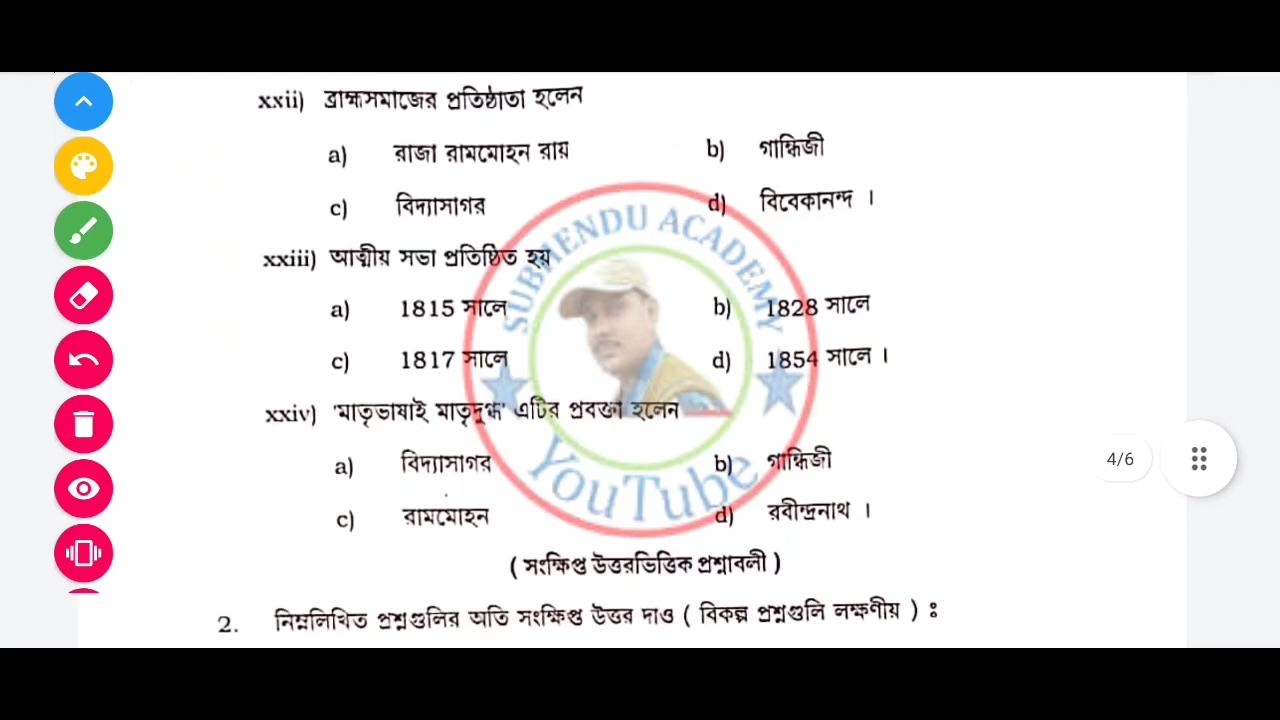 xxii) ব্রাহ্মসমাজের প্রতিষ্ঠাতা হলেন
a) রাজা রামমোহন রায় b) গান্ধিজী
c) বিদ্যাসাগর d) বিবেকানন্দ ।
xxiii) আত্মীয় সভা প্রতিষ্ঠিত হয়
a) 1815 সালে b) 1828 সালে
c) 1817 সালে d) 1854 সালে ।
xxiv) 'মাতৃভাষাই মাতৃদুগ্ধ' এটির প্রবক্তা হলেন
a) বিদ্যাসাগর b) গান্ধিজী
c) রামমোহন d) রবীন্দ্রনাথ ।
( সংক্ষিপ্ত উত্তরভিত্তিক প্রশ্নাবলী )
2. নিম্নলিখিত প্রশ্নগুলির অতি সংক্ষিপ্ত উত্তর দাও ( বিকল্প প্রশ্নগুলি লক্ষণীয় ) ঃ
SUBHENDU ACADEMY
YouTube
4/6